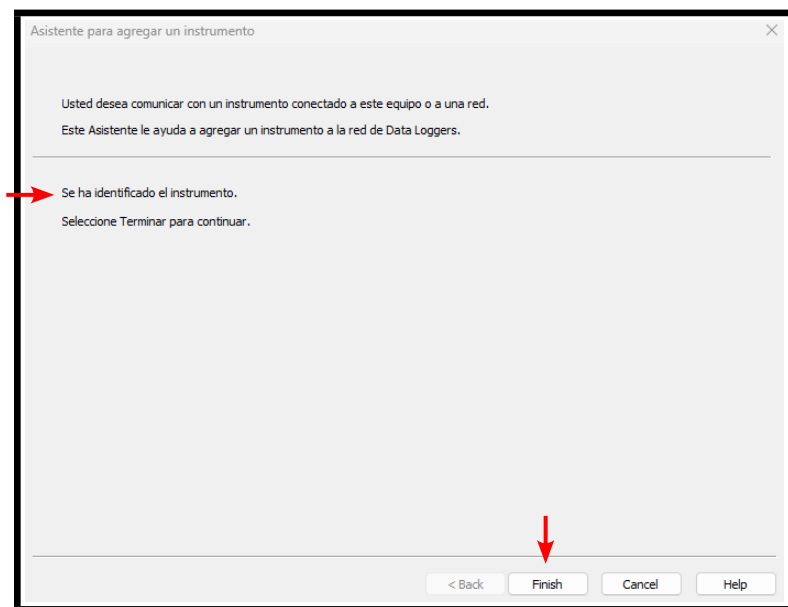 Asistente para agregar un instrumento
Usted desea comunicar con un instrumento conectado a este equipo o a una red.
Este Asistente le ayuda a agregar un instrumento a la red de Data Loggers.
Se ha identificado el instrumento.
Seleccione Terminar para continuar.
< Back Finish Cancel Help